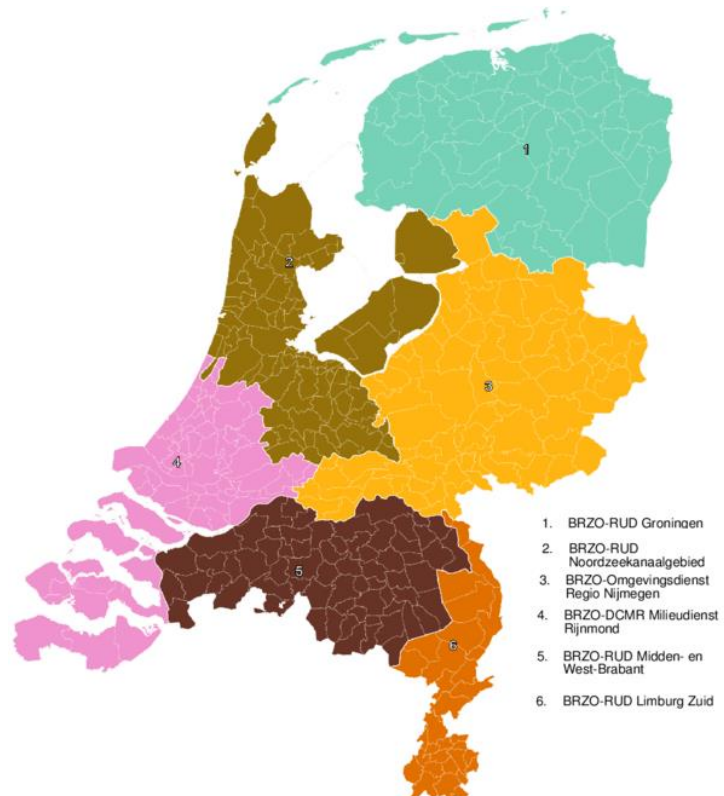 1
2
3
4
5
6
1. BRZO-RUD Groningen
2. BRZO-RUD
Noordzeekanaalgebied
3. BRZO-Omgevingsdienst
Regio Nijmegen
4. BRZO-DCMR Milieudienst
Rijnmond
5. BRZO-RUD Midden- en
West-Brabant
6. BRZO-RUD Limburg Zuid